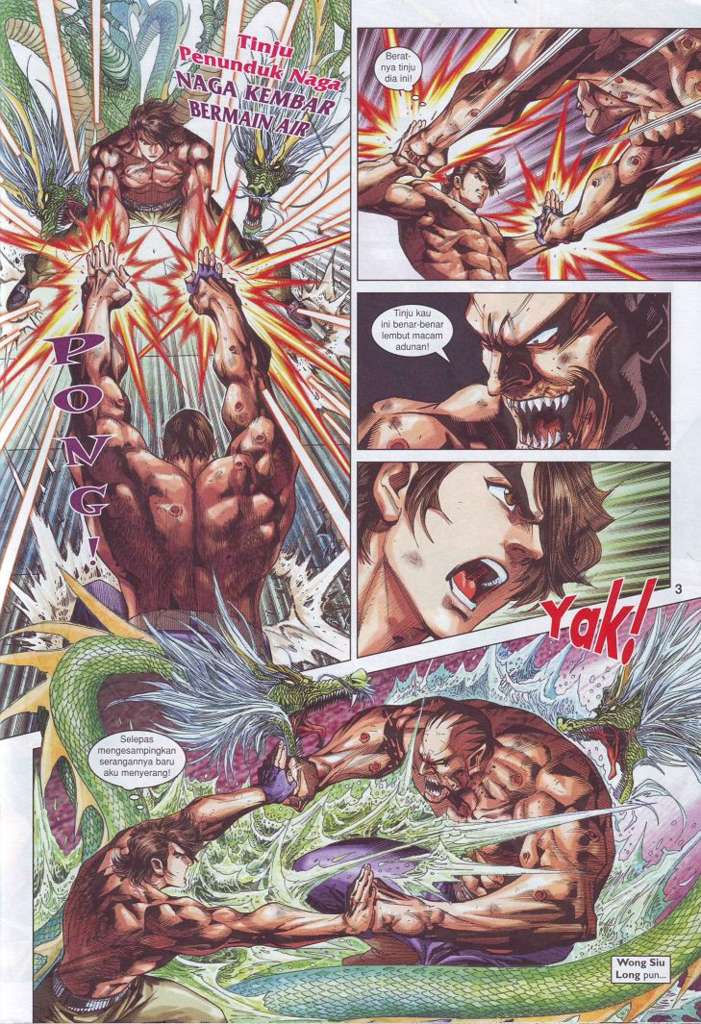 Tinju
Penunduk Naga
NAGA KEMBAR
BERMAIN AIR
PONG!
Berat-
nya tinju
dia ini!
Tinju kau
ini benar-benar
lembut macam
adunan!
Yak!
3
Selepas
mengesampingkan
serangannya baru
aku menyerang!
Wong Siu
Long pun...